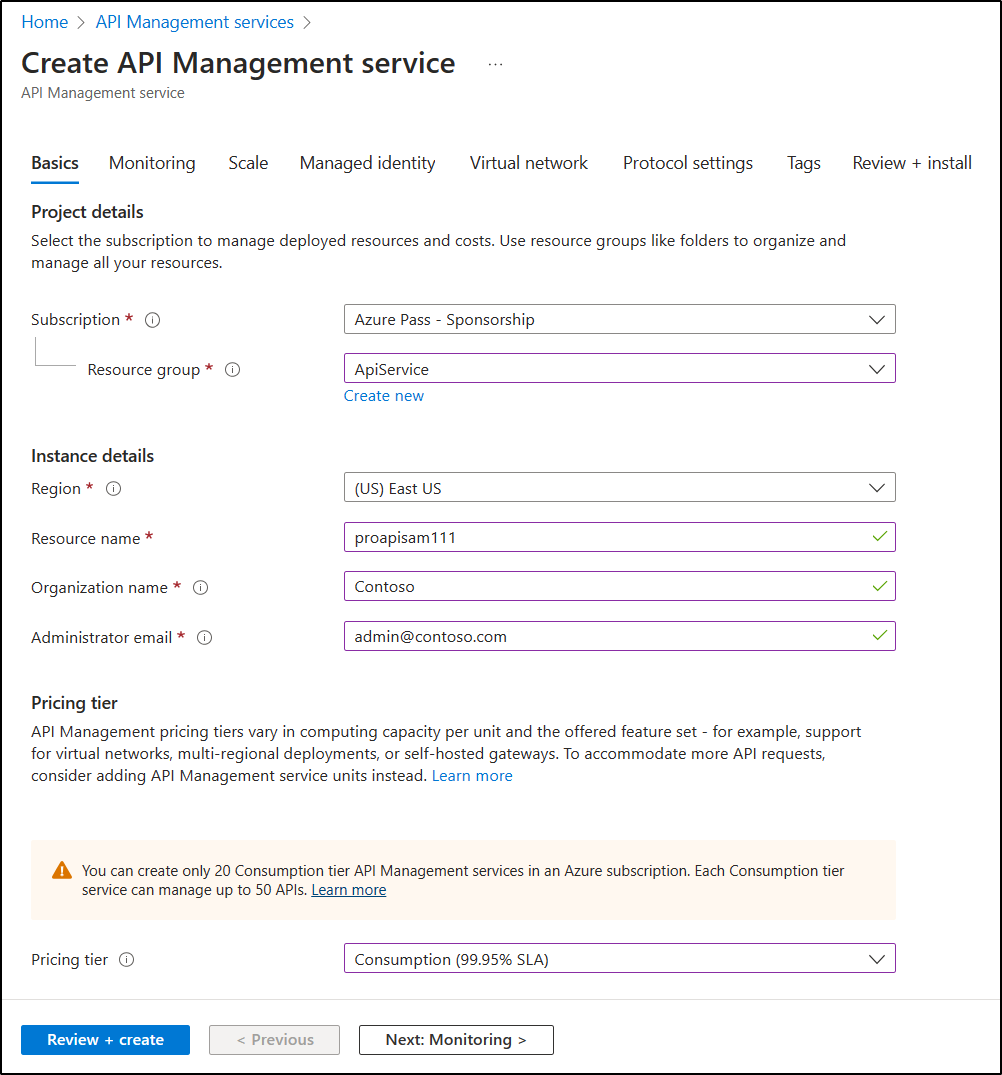 Home > API Management services >
Create API Management service ...
API Management service
Basics Monitoring Scale Managed identity Virtual network Protocol settings Tags Review + install
Project details
Select the subscription to manage deployed resources and costs. Use resource groups like folders to organize and
manage all your resources.
Subscription * Azure Pass - Sponsorship
Resource group * ApiService
Create new
Instance details
Region * (US) East US
Resource name * proapisam111
Organization name * Contoso
Administrator email * admin@contoso.com
Pricing tier
API Management pricing tiers vary in computing capacity per unit and the offered feature set - for example, support
for virtual networks, multi-regional deployments, or self-hosted gateways. To accommodate more API requests,
consider adding API Management service units instead. Learn more
You can create only 20 Consumption tier API Management services in an Azure subscription. Each Consumption tier
service can manage up to 50 APIs. Learn more
Pricing tier Consumption (99.95% SLA)
Review + create < Previous Next: Monitoring >